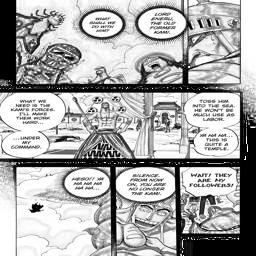 WHAT
SHALL WE
DO WITH
HIM?
LORD
ENERU,
THE OLD
FORMER
KAMI.
WHAT WE
NEED IS THE
KAMI'S FORCES.
I'LL MAKE
THEM WORK
HARD...
...UNDER
MY
COMMAND.
TOSS HIM
INTO THE SEA.
HE WON'T BE
MUCH USE AS
LABOR.
YA HA HA...
THIS IS
QUITE A
TEMPLE.
HESO!! YA
HA HA HA
HA...
SILENCE.
FROM NOW
ON, YOU ARE
NO LONGER
THE KAMI.
WAIT! THEY
ARE MY
FOLLOWERS!